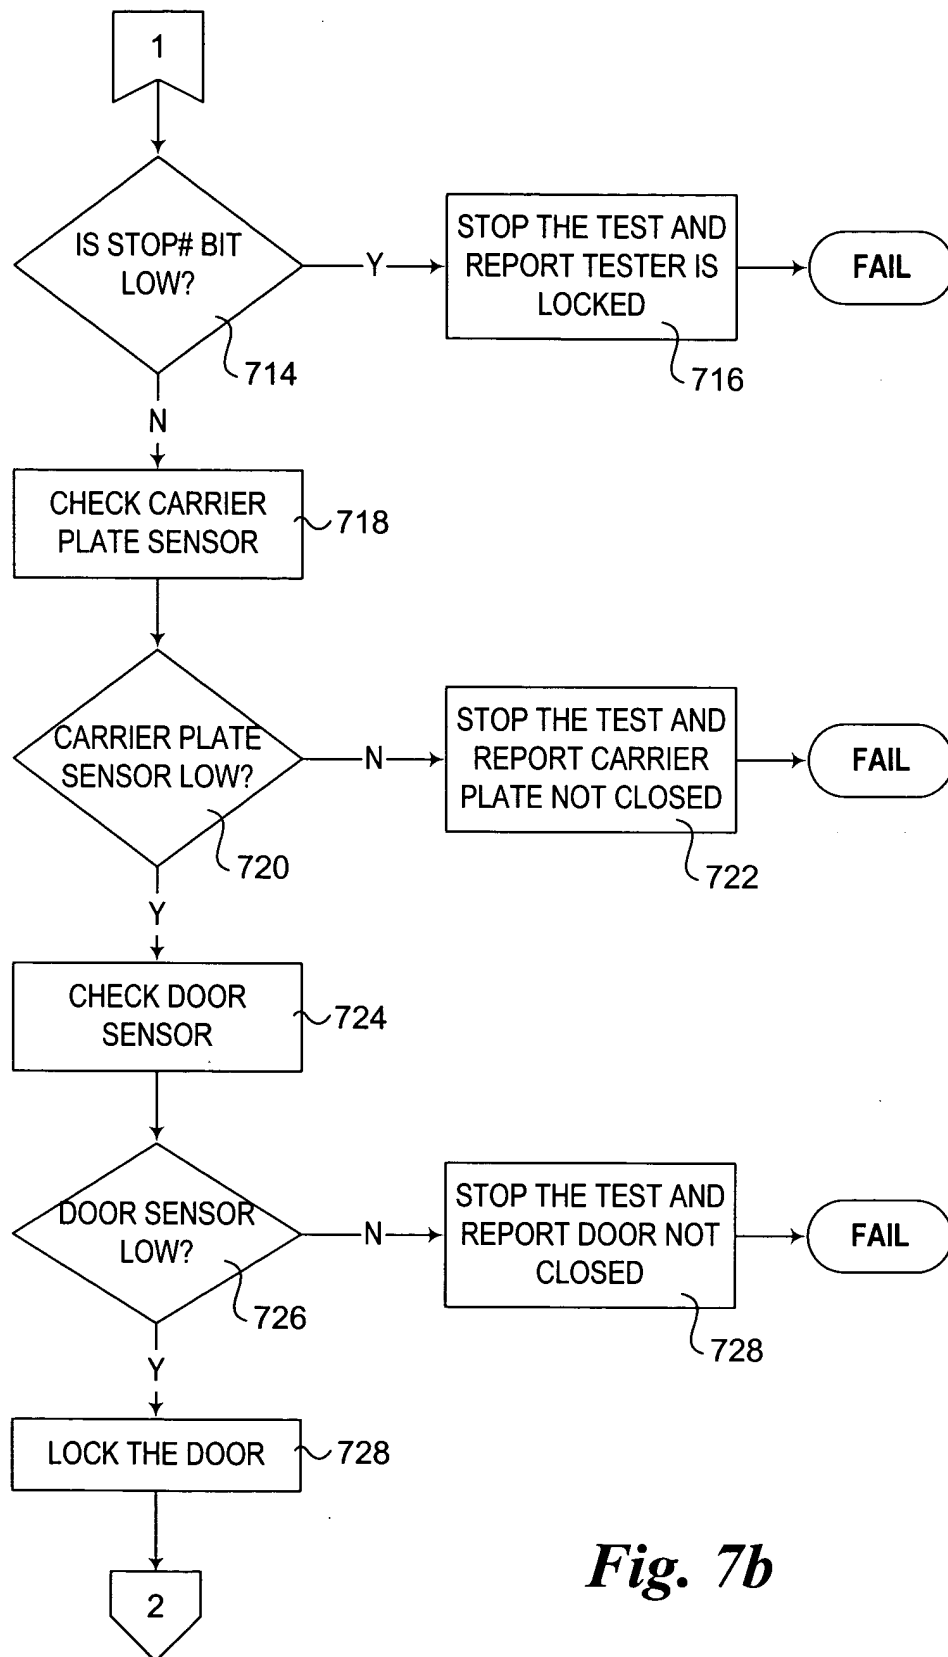 1
IS STOP# BIT
LOW?
714
Y
STOP THE TEST AND
REPORT TESTER IS
LOCKED
716
FAIL
N
CHECK CARRIER
PLATE SENSOR
718
CARRIER PLATE
SENSOR LOW?
720
N
STOP THE TEST AND
REPORT CARRIER
PLATE NOT CLOSED
722
FAIL
Y
CHECK DOOR
SENSOR
724
DOOR SENSOR
LOW?
726
N
STOP THE TEST AND
REPORT DOOR NOT
CLOSED
728
FAIL
Y
LOCK THE DOOR
728
2
Fig. 7b